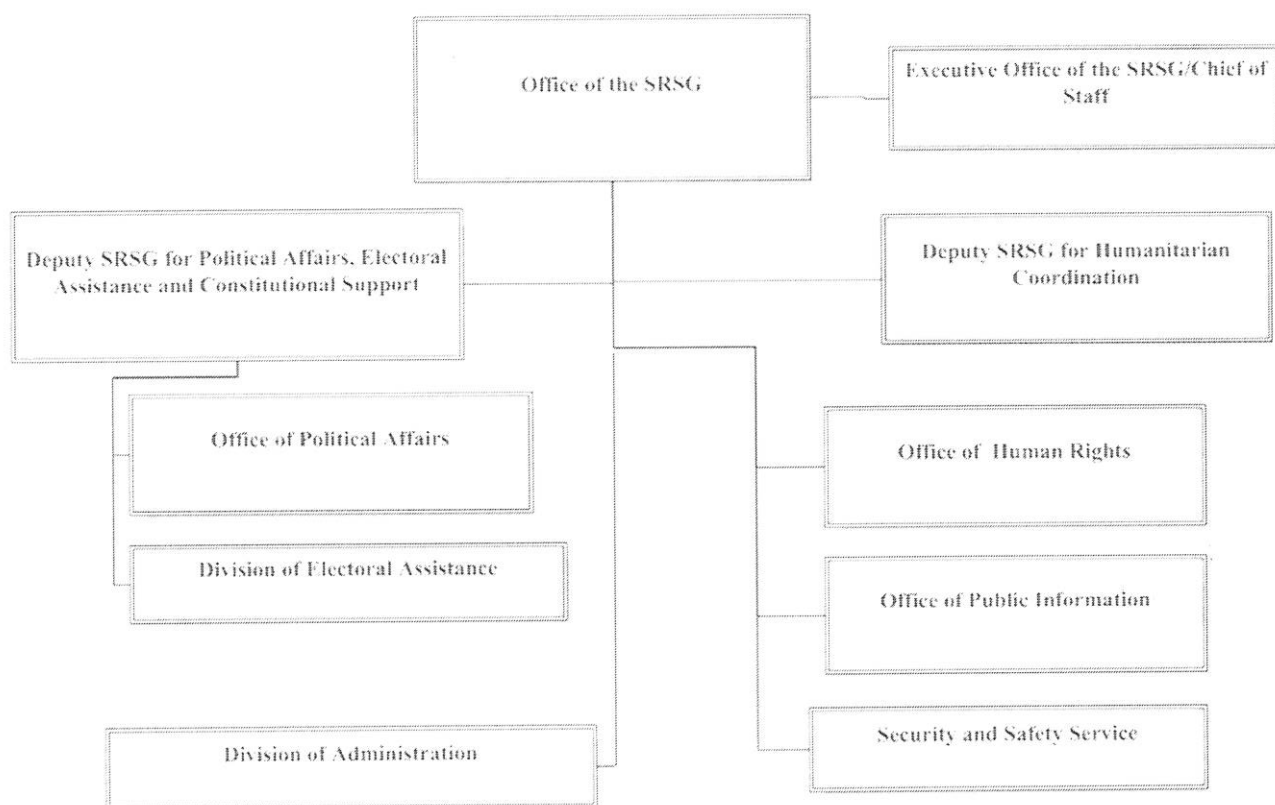 Office of the SRSG
Executive Office of the SRSG/Chief of
Staff
Deputy SRSG for Political Affairs, Electoral
Assistance and Constitutional Support
Deputy SRSG for Humanitarian
Coordination
Office of Political Affairs
Office of Human Rights
Division of Electoral Assistance
Office of Public Information
Division of Administration
Security and Safety Service